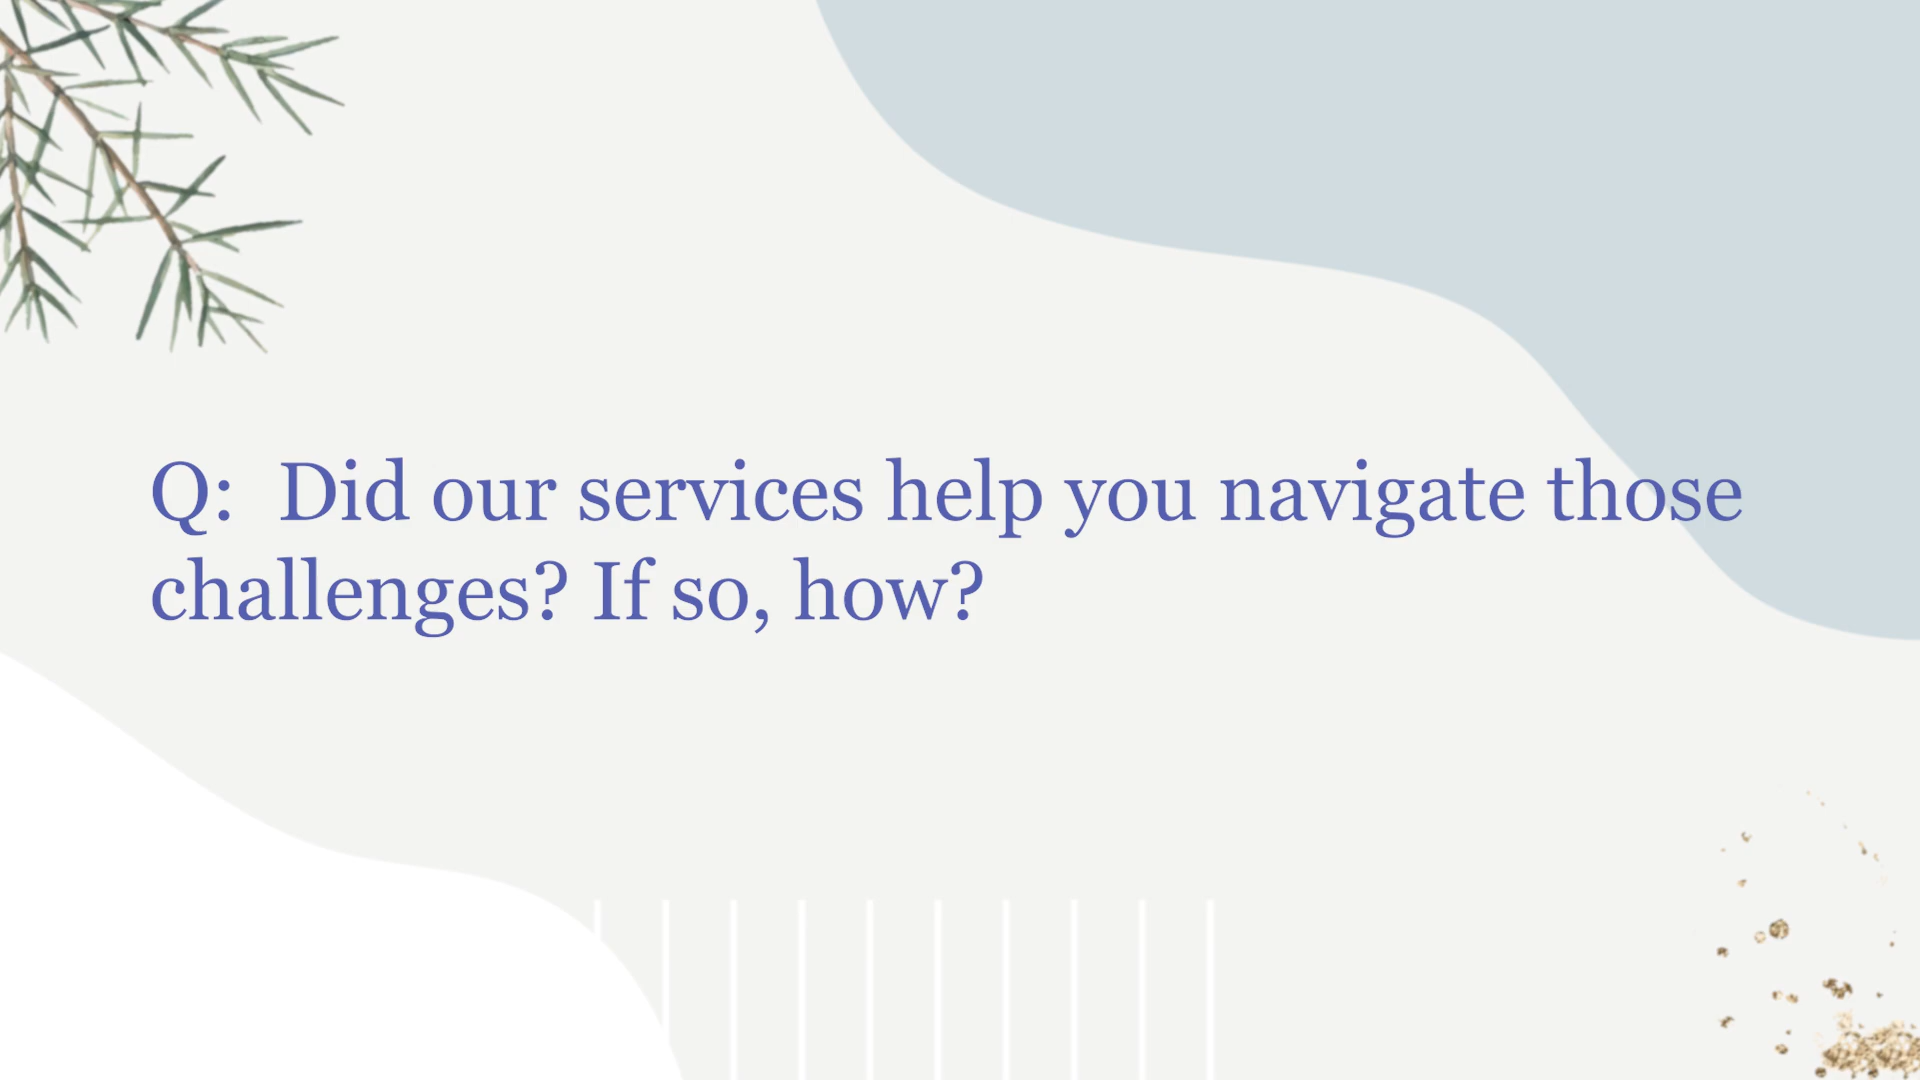 Q:  Did our services help you navigate those
challenges? If so, how?